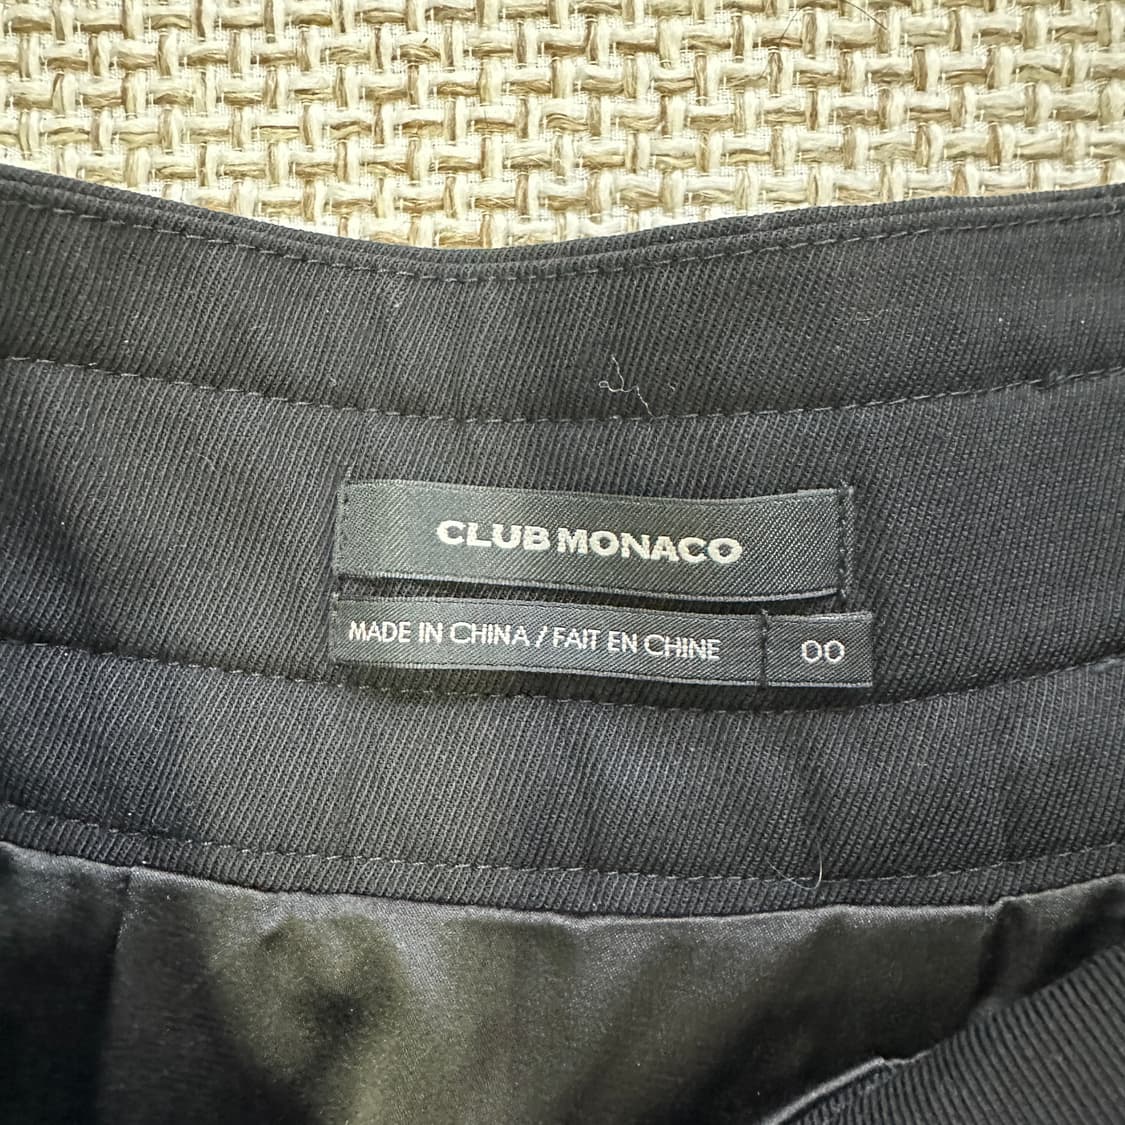 CLUB MONACO
MADE IN CHINA / FAIT EN CHINE 00